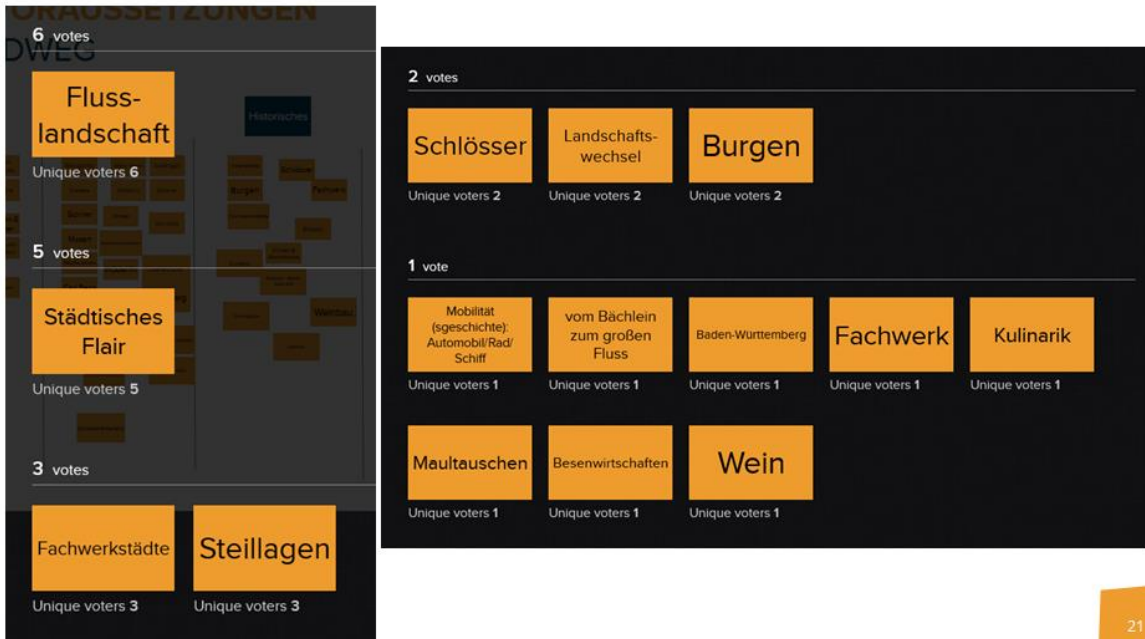 ORAUSSETZUNGEN
DWEG
6 votes
Fluss-
landschaft
Unique voters 6
Historisches
5 votes
Städtisches
Flair
Unique voters 5
3 votes
Fachwerkstädte
Unique voters 3
Steillagen
Unique voters 3
2 votes
Schlösser
Unique voters 2
Landschafts-
wechsel
Unique voters 2
Burgen
Unique voters 2
1 vote
Mobilität
(sgeschichte):
Automobil/Rad/
Schiff
Unique voters 1
vom Bächlein
zum großen
Fluss
Unique voters 1
Baden-Württemberg
Unique voters 1
Fachwerk
Unique voters 1
Kulinarik
Unique voters 1
Maultauschen
Unique voters 1
Besenwirtschaften
Unique voters 1
Wein
Unique voters 1
21